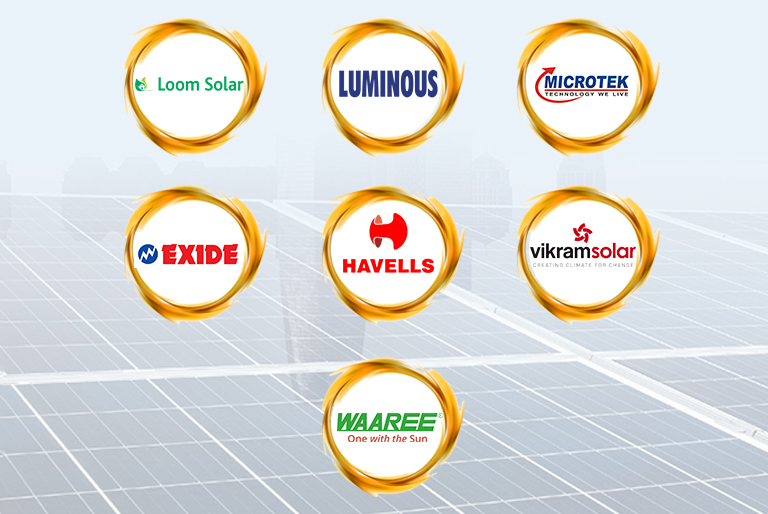 Loom Solar
LUMINOUS
MICROTEK
TECHNOLOGY WE LIVE
EXIDE
HAVELLS
vikramsolar
CREATING CLIMATE FOR CHANGE
WAAREE®
One with the Sun